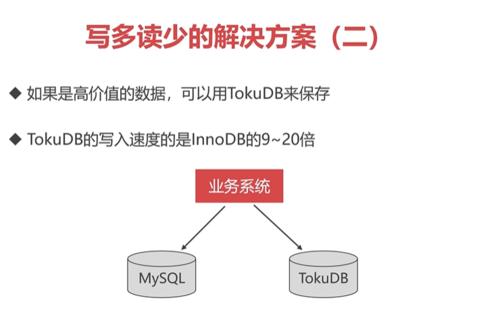 写多读少的解决方案（二）
◆ 如果是高价值的数据，可以用TokuDB来保存
◆ TokuDB的写入速度的是InnoDB的9~20倍
业务系统
MySQL
TokuDB